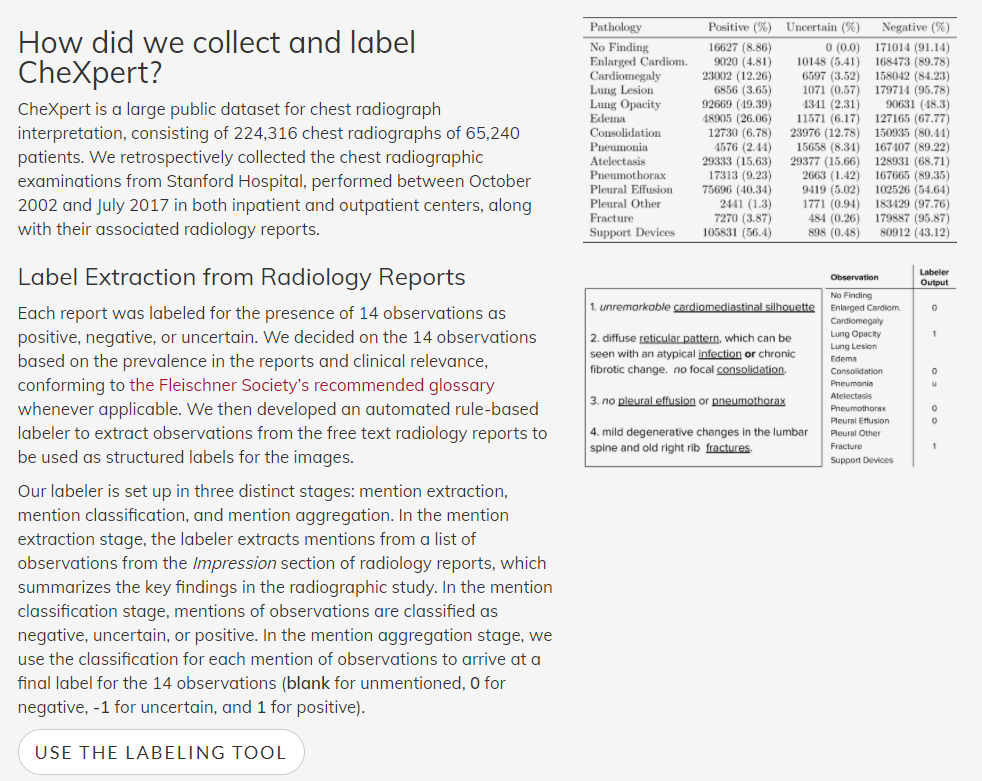 How did we collect and label
CheXpert?
CheXpert is a large public dataset for chest radiograph
interpretation, consisting of 224,316 chest radiographs of 65,240
patients. We retrospectively collected the chest radiographic
examinations from Stanford Hospital, performed between October
2002 and July 2017 in both inpatient and outpatient centers, along
with their associated radiology reports.
Label Extraction from Radiology Reports
Each report was labeled for the presence of 14 observations as
positive, negative, or uncertain. We decided on the 14 observations
based on the prevalence in the reports and clinical relevance,
conforming to the Fleischner Society's recommended glossary
whenever applicable. We then developed an automated rule-based
labeler to extract observations from the free text radiology reports to
be used as structured labels for the images.
Our labeler is set up in three distinct stages: mention extraction,
mention classification, and mention aggregation. In the mention
extraction stage, the labeler extracts mentions from a list of
observations from the Impression section of radiology reports, which
summarizes the key findings in the radiographic study. In the mention
classification stage, mentions of observations are classified as
negative, uncertain, or positive. In the mention aggregation stage, we
use the classification for each mention of observations to arrive at a
final label for the 14 observations (blank for unmentioned, 0 for
negative, -1 for uncertain, and 1 for positive).
USE THE LABELING TOOL
Pathology Positive (%) Uncertain (%) Negative (%)
No Finding 16627 (8.86) 0 (0.0) 171014 (91.14)
Enlarged Cardiom. 9020 (4.81) 10148 (5.41) 168473 (89.78)
Cardiomegaly 23002 (12.26) 6597 (3.52) 158042 (84.23)
Lung Lesion 6856 (3.65) 1071 (0.57) 179714 (95.78)
Lung Opacity 92669 (49.39) 4341 (2.31) 90631 (48.3)
Edema 48905 (26.06) 11571 (6.17) 127165 (67.77)
Consolidation 12730 (6.78) 23976 (12.78) 150935 (80.44)
Pneumonia 4576 (2.44) 15658 (8.34) 167407 (89.22)
Atelectasis 29333 (15.63) 29377 (15.66) 128931 (68.71)
Pneumothorax 17313 (9.23) 2663 (1.42) 167665 (89.35)
Pleural Effusion 75696 (40.34) 9419 (5.02) 102526 (54.64)
Pleural Other 2441 (1.3) 1771 (0.94) 183429 (97.76)
Fracture 7270 (3.87) 484 (0.26) 179887 (95.87)
Support Devices 105831 (56.4) 898 (0.48) 80912 (43.12)
1. unremarkable cardiomediastinal silhouette
2. diffuse reticular pattern, which can be
seen with an atypical infection or chronic
fibrotic change. no focal consolidation.
3. no pleural effusion or pneumothorax
4. mild degenerative changes in the lumbar
spine and old right rib fractures.
Observation Labeler
Output
No Finding
Enlarged Cardiom. 0
Cardiomegaly
Lung Opacity 1
Lung Lesion
Edema
Consolidation 0
Pneumonia u
Atelectasis
Pneumothorax 0
Pleural Effusion 0
Pleural Other
Fracture 1
Support Devices